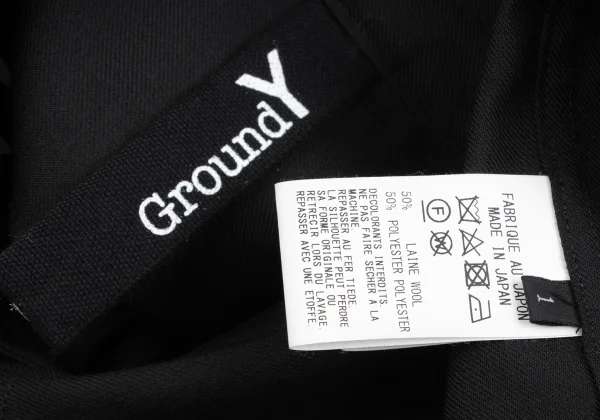 GroundY
FABRIQUE AU JAPON
MADE IN JAPAN
F
W
50% LAINE WOOL
50% POLYESTER POLYESTER
DECOLORANTS INTERDITS.
NE PAS FAIRE SECHER A LA
MACHINE.
REPASSER AU FER TIEDE.
LA SILHOUETTE PEUT PERDRE
SA FORME ORIGINALE OU
RETRECIR LORS DU LAVAGE.
REPASSER AVEC UNE ETOFFE.
1